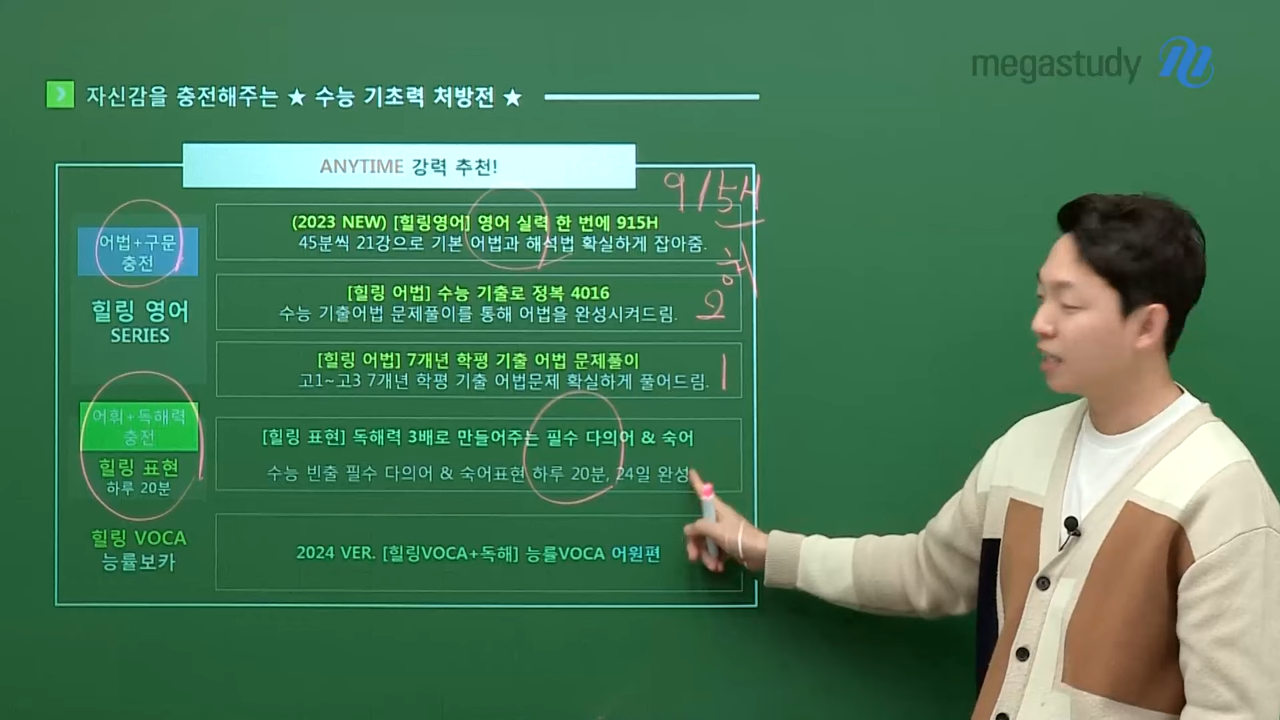 megastudy
자신감을 충전해주는 ★ 수능 기초력 처방전 ★
ANYTIME 강력 추천!
915H
어법+구문
충전
힐링 영어
SERIES
(2023 NEW) [힐링영어] 영어 실력 한 번에 915H
45분씩 21강으로 기본 어법과 해석법 확실하게 잡아줌.
[힐링 어법] 수능 기출로 정복 4016
수능 기출어법 문제풀이를 통해 어법을 완성시켜드림.
2
[힐링 어법] 7개년 학평 기출 어법 문제풀이
고1~고3 7개년 학평 기출 어법문제 확실하게 풀어드림.
1
어휘+독해력
충전
힐링 표현
하루 20분
[힐링 표현] 독해력 3배로 만들어주는 필수 다의어 & 숙어
수능 빈출 필수 다의어 & 숙어표현 하루 20분, 24일 완성
힐링 VOCA
능률보카
2024 VER. [힐링VOCA+독해] 능률VOCA 어원편